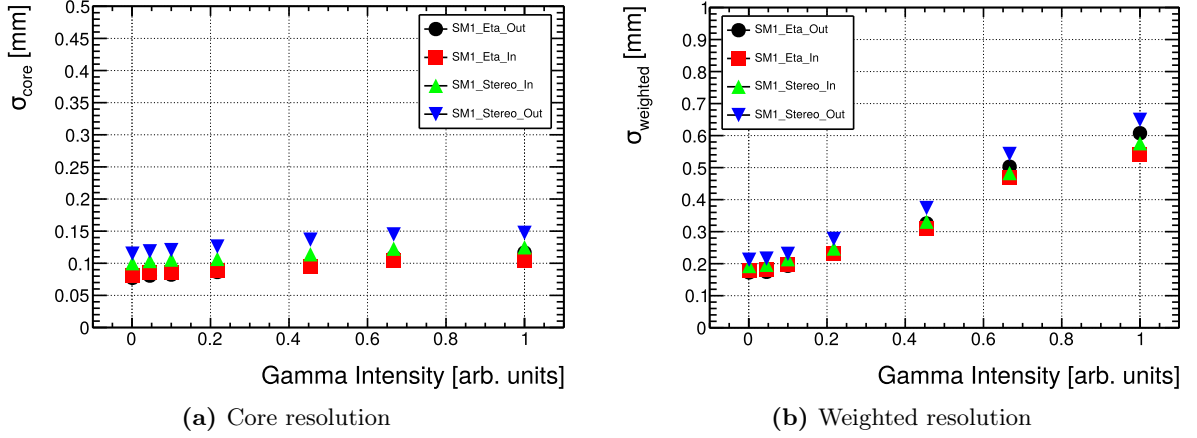 σcore [mm]
0.5
0.45
0.4
0.35
0.3
0.25
0.2
0.15
0.1
0.05
0
SM1_Eta_Out
SM1_Eta_In
SM1_Stereo_In
SM1_Stereo_Out
0 0.2 0.4 0.6 0.8 1
Gamma Intensity [arb. units]
(a) Core resolution
σweighted [mm]
1
0.9
0.8
0.7
0.6
0.5
0.4
0.3
0.2
0.1
0
SM1_Eta_Out
SM1_Eta_In
SM1_Stereo_In
SM1_Stereo_Out
0 0.2 0.4 0.6 0.8 1
Gamma Intensity [arb. units]
(b) Weighted resolution